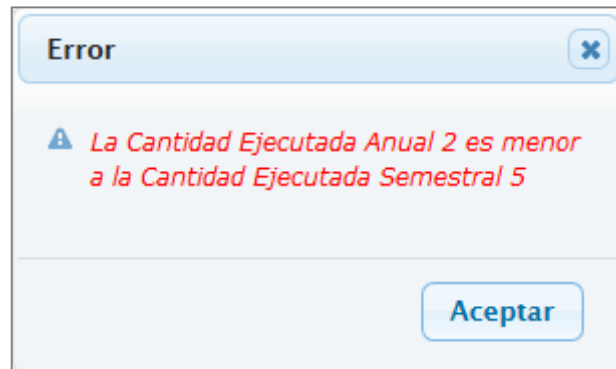 Error
La Cantidad Ejecutada Anual 2 es menor
a la Cantidad Ejecutada Semestral 5
Aceptar